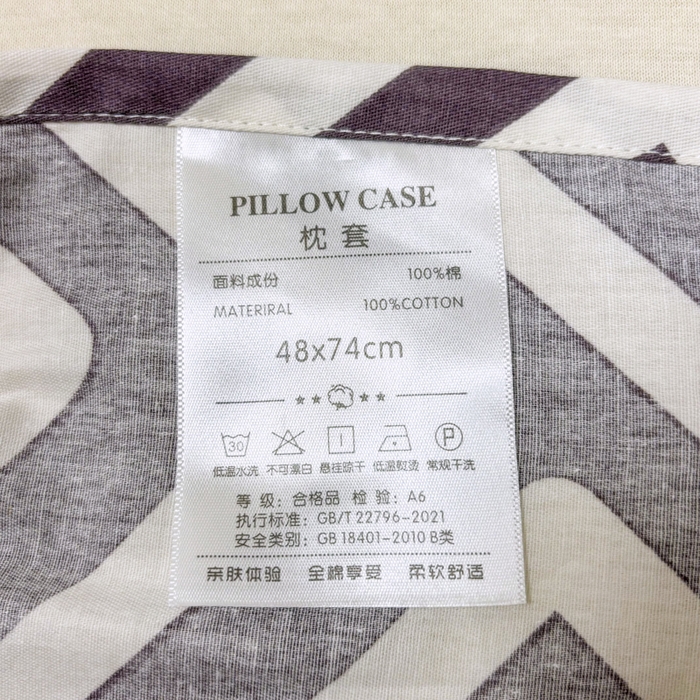 PILLOW CASE
枕套
面料成份 100%棉
MATERIRAL 100%COTTON
48x74cm
30 P
低温水洗 不可漂白 悬挂晾干 低温熨烫 常规干洗
等 级：合格品 检 验：A6
执行标准：GB/T 22796-2021
安全类别：GB 18401-2010 B类
亲肤体验 全棉享受 柔软舒适